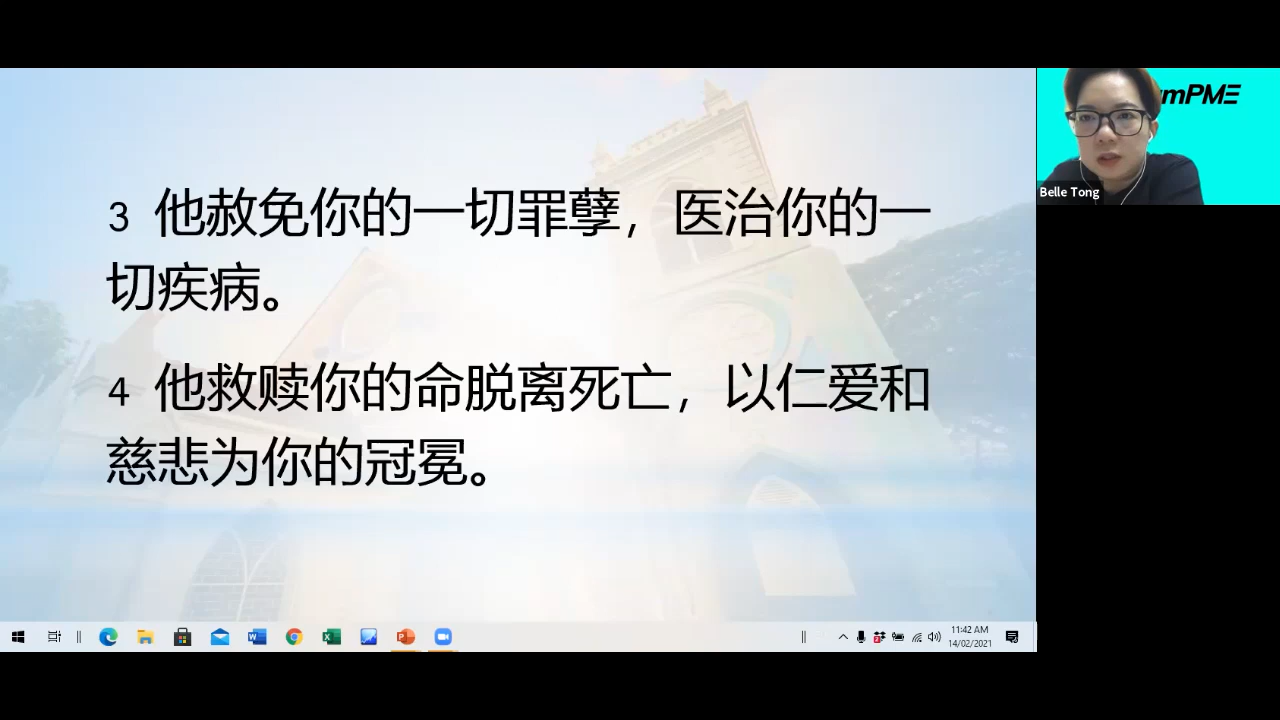 3 他赦免你的一切罪孽，医治你的一
切疾病。
4 他救赎你的命脱离死亡，以仁爱和
慈悲为你的冠冕。
mPME
Belle Tong
11:42 AM
14/02/2021